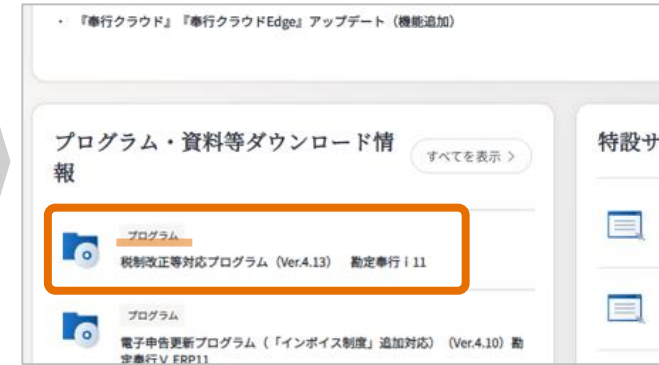 ・ 『奉行クラウド』『奉行クラウドEdge』アップデート（機能追加）
プログラム・資料等ダウンロード情
報
すべてを表示 >
特設サ
プログラム
税制改正等対応プログラム（Ver.4.13） 勘定奉行ｉ11
プログラム
電子申告更新プログラム（「インボイス制度」追加対応）（Ver.4.10）勘
定奉行Ｖ ERP11